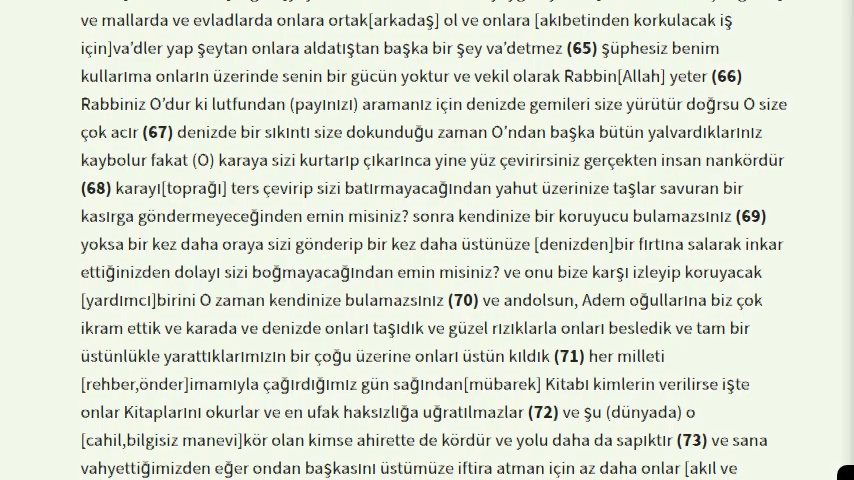 ve mallarda ve evladlarda onlara ortak[arkadaş] ol ve onlara [akıbetinden korkulacak iş
için]va’dler yap şeytan onlara aldatıştan başka bir şey va’detmez (65) şüphesiz benim
kullarıma onların üzerinde senin bir gücün yoktur ve vekil olarak Rabbin[Allah] yeter (66)
Rabbiniz O’dur ki lutfundan (payınızı) aramanız için denizde gemileri size yürütür doğrsu O size
çok acır (67) denizde bir sıkıntı size dokunduğu zaman O’ndan başka bütün yalvardıklarınız
kaybolur fakat (O) karaya sizi kurtarıp çıkarınca yine yüz çevirirsiniz gerçekten insan nankördür
(68) karayı[toprağı] ters çevirip sizi batırmayacağından yahut üzerinize taşlar savuran bir
kasırga göndermeyeceğinden emin misiniz? sonra kendinize bir koruyucu bulamazsınız (69)
yoksa bir kez daha oraya sizi gönderip bir kez daha üstünüze [denizden]bir fırtına salarak inkar
ettiğinizden dolayı sizi boğmayacağından emin misiniz? ve onu bize karşı izleyip koruyacak
[yardımcı]birini O zaman kendinize bulamazsınız (70) ve andolsun, Adem oğullarına biz çok
ikram ettik ve karada ve denizde onları taşıdık ve güzel rızıklarla onları besledik ve tam bir
üstünlükle yarattıklarımızın bir çoğu üzerine onları üstün kıldık (71) her milleti
[rehber,önder]imamıyla çağırdığımız gün sağından[mübarek] Kitabı kimlerin verilirse işte
onlar Kitaplarını okurlar ve en ufak haksızlığa uğratılmazlar (72) ve şu (dünyada) o
[cahil,bilgisiz manevi]kör olan kimse ahirette de kördür ve yolu daha da sapıktır (73) ve sana
vahyettiğimizden eğer ondan başkasını üstümüze iftira atman için az daha onlar [akıl ve